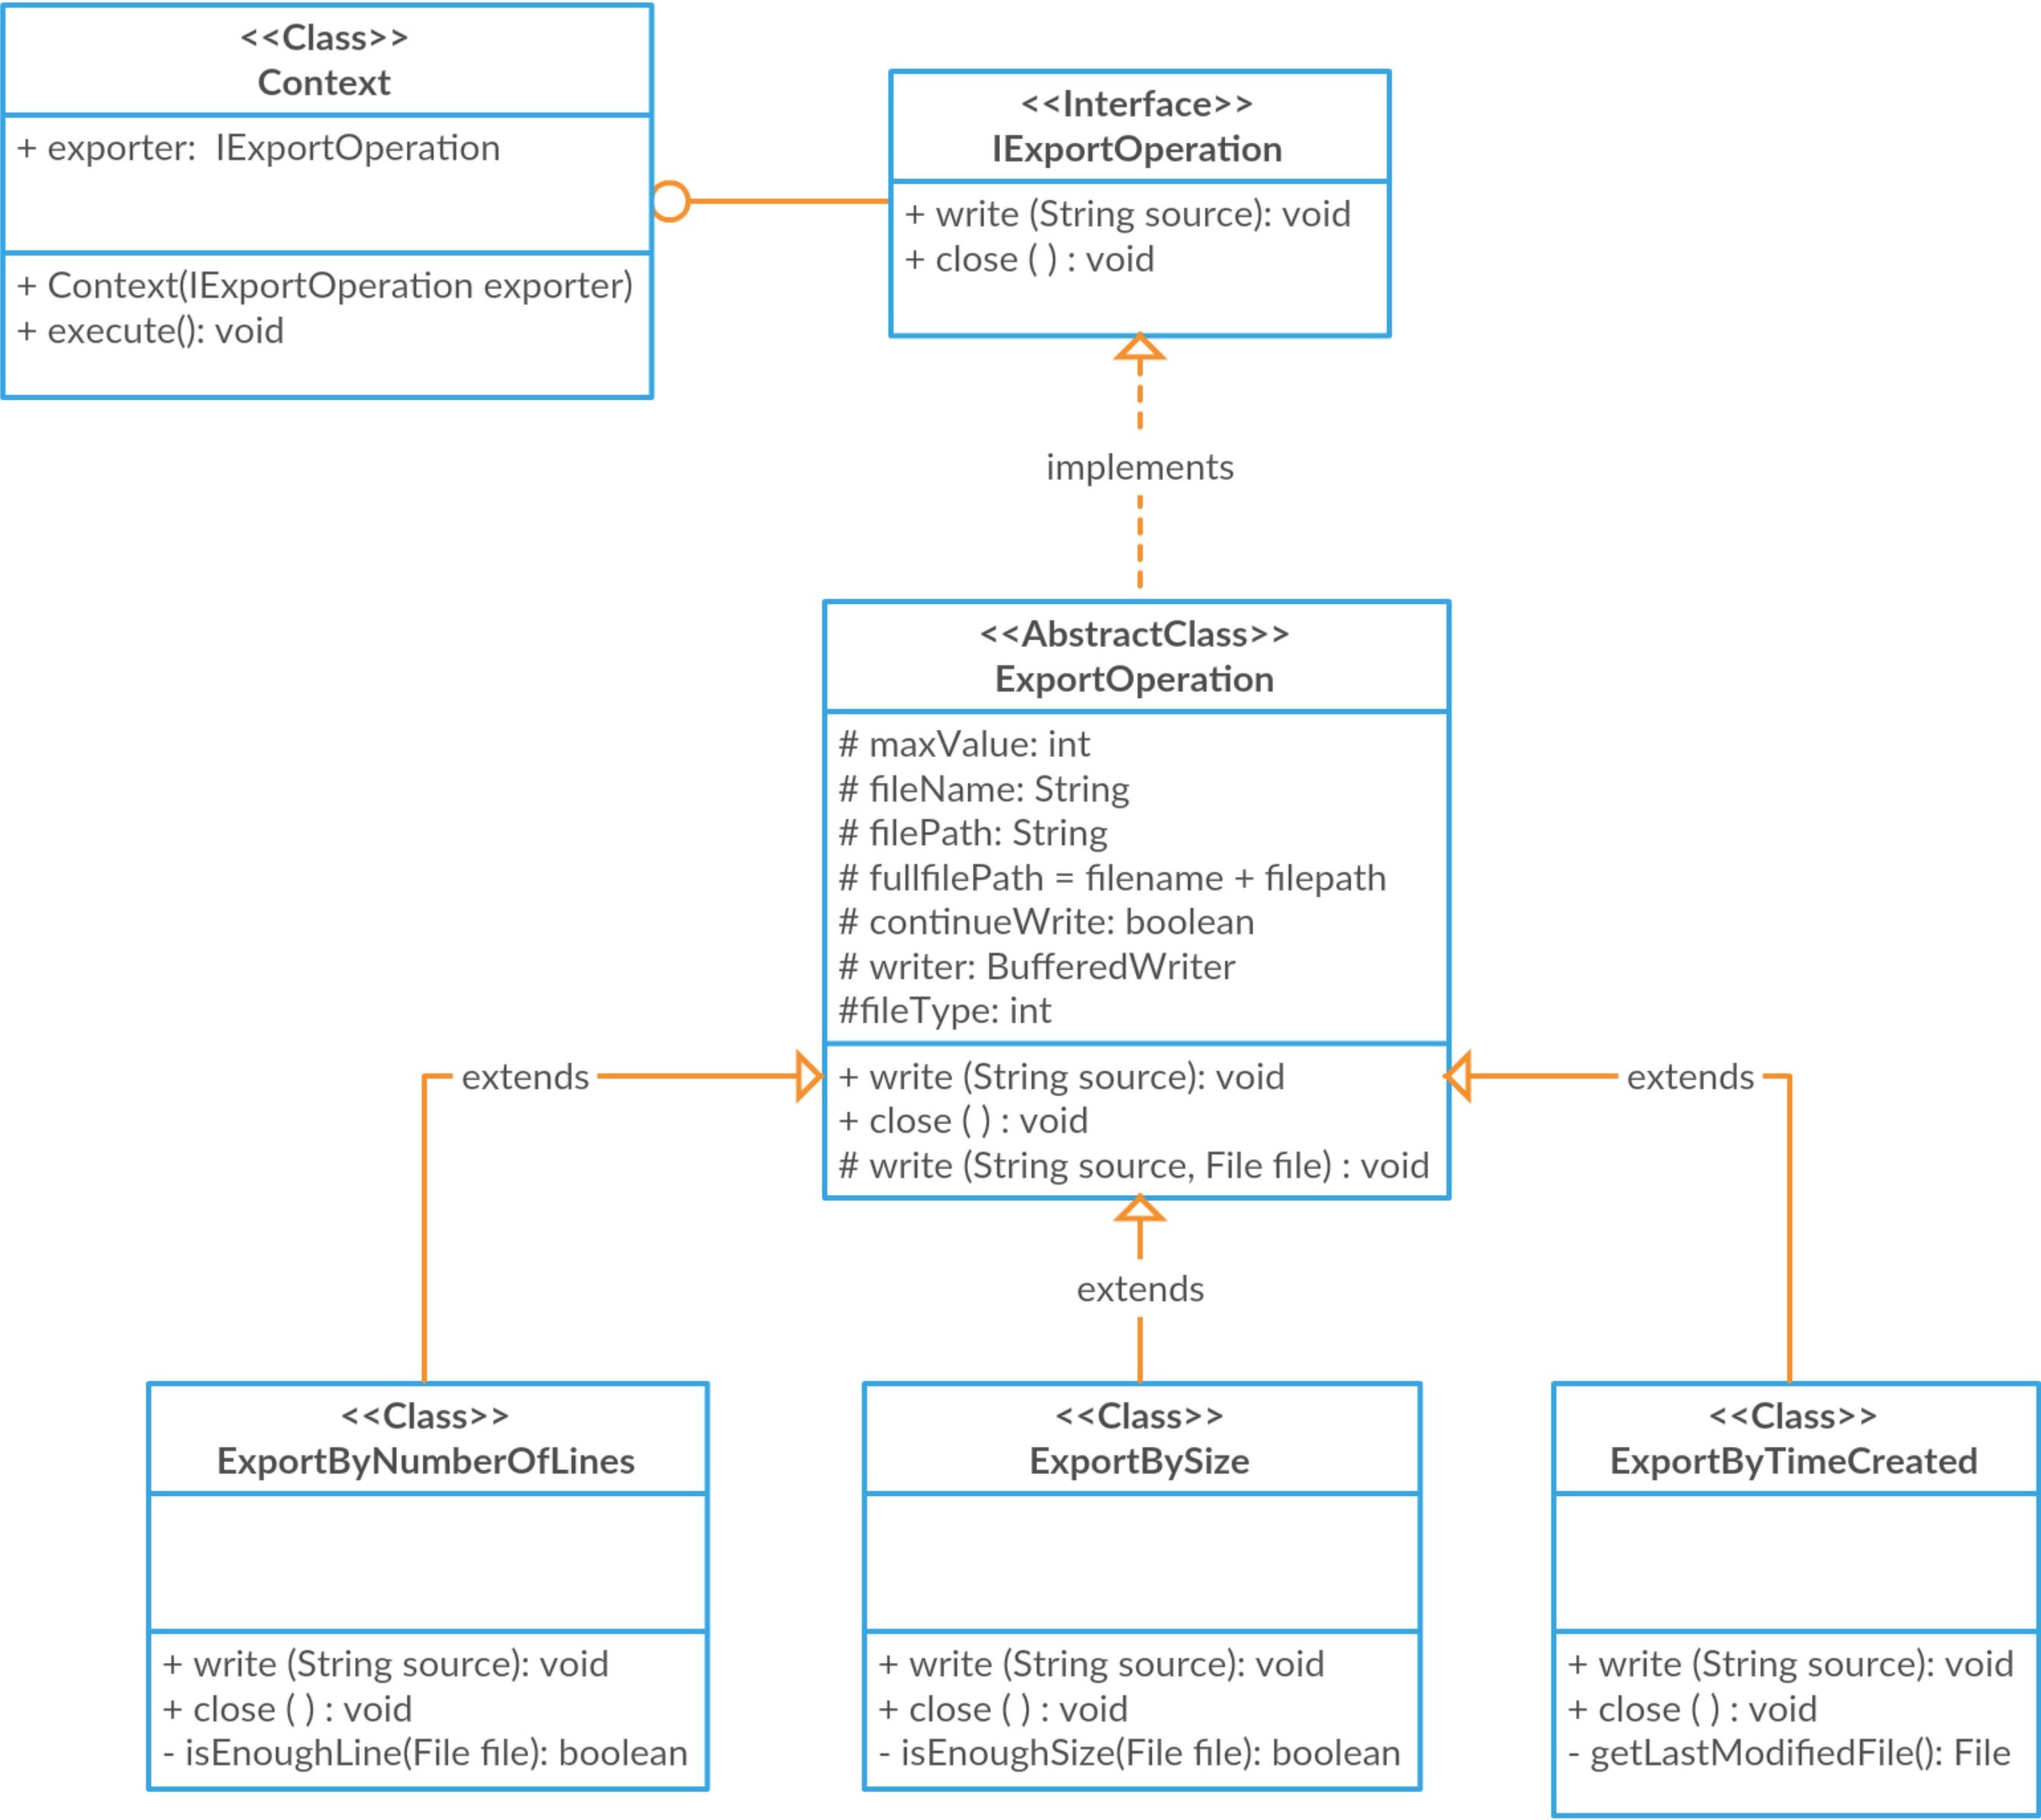 <<Class>>
Context
+ exporter:  IExportOperation
+ Context(IExportOperation exporter)
+ execute(): void
<<Interface>>
IExportOperation
+ write (String source): void
+ close ( ) : void
implements
<<AbstractClass>>
ExportOperation
# maxValue: int
# fileName: String
# filePath: String
# fullfilePath = filename + filepath
# continueWrite: boolean
# writer: BufferedWriter
#fileType: int
+ write (String source): void
+ close ( ) : void
# write (String source, File file) : void
extends
extends
extends
<<Class>>
ExportByNumberOfLines
+ write (String source): void
+ close ( ) : void
- isEnoughLine(File file): boolean
<<Class>>
ExportBySize
+ write (String source): void
+ close ( ) : void
- isEnoughSize(File file): boolean
<<Class>>
ExportByTimeCreated
+ write (String source): void
+ close ( ) : void
- getLastModifiedFile(): File